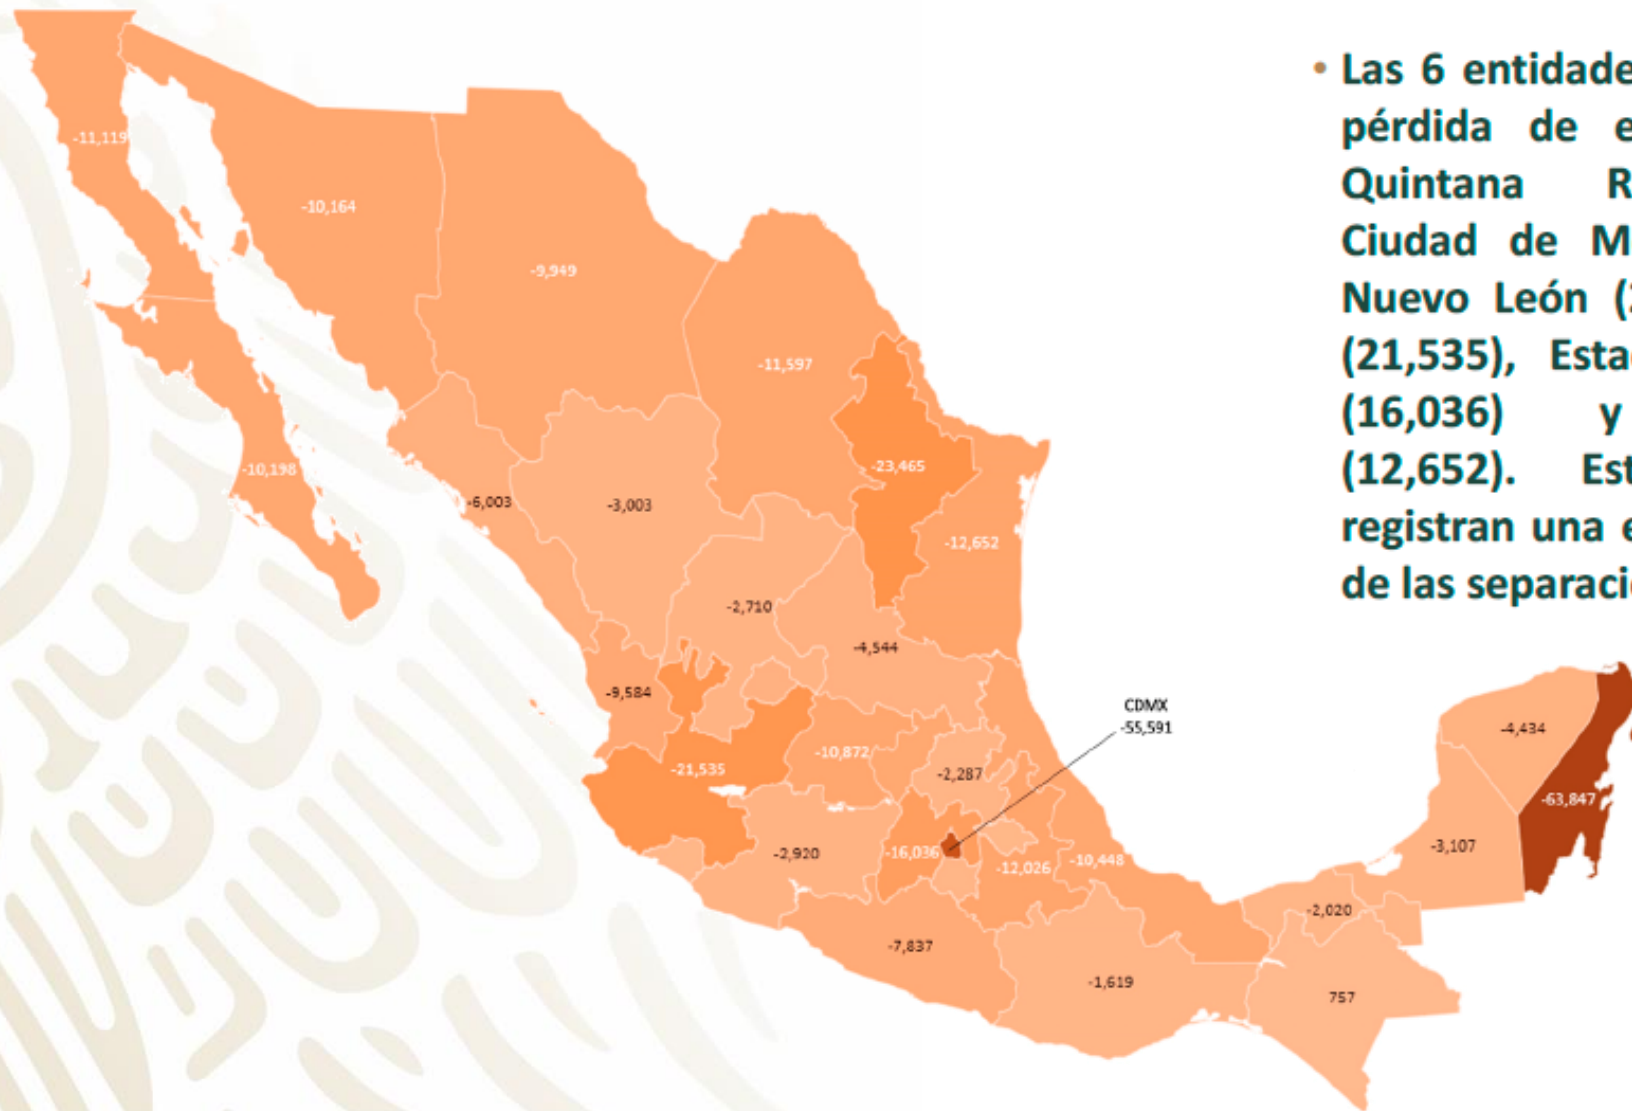 -11,119
-10,164
-9,949
-11,597
-23,465
-10,198
-6,003
-3,003
-12,652
-2,710
-4,544
-9,584
CDMX
-55,591
-21,535
-10,872
-2,287
-2,920
-16,036
-12,026
-10,448
-7,837
-1,619
-4,434
-63,847
-3,107
-2,020
757
• Las 6 entidade
pérdida de e
Quintana R
Ciudad de M
Nuevo León (2
(21,535), Esta
(16,036) y
(12,652). Est
registran una e
de las separaci